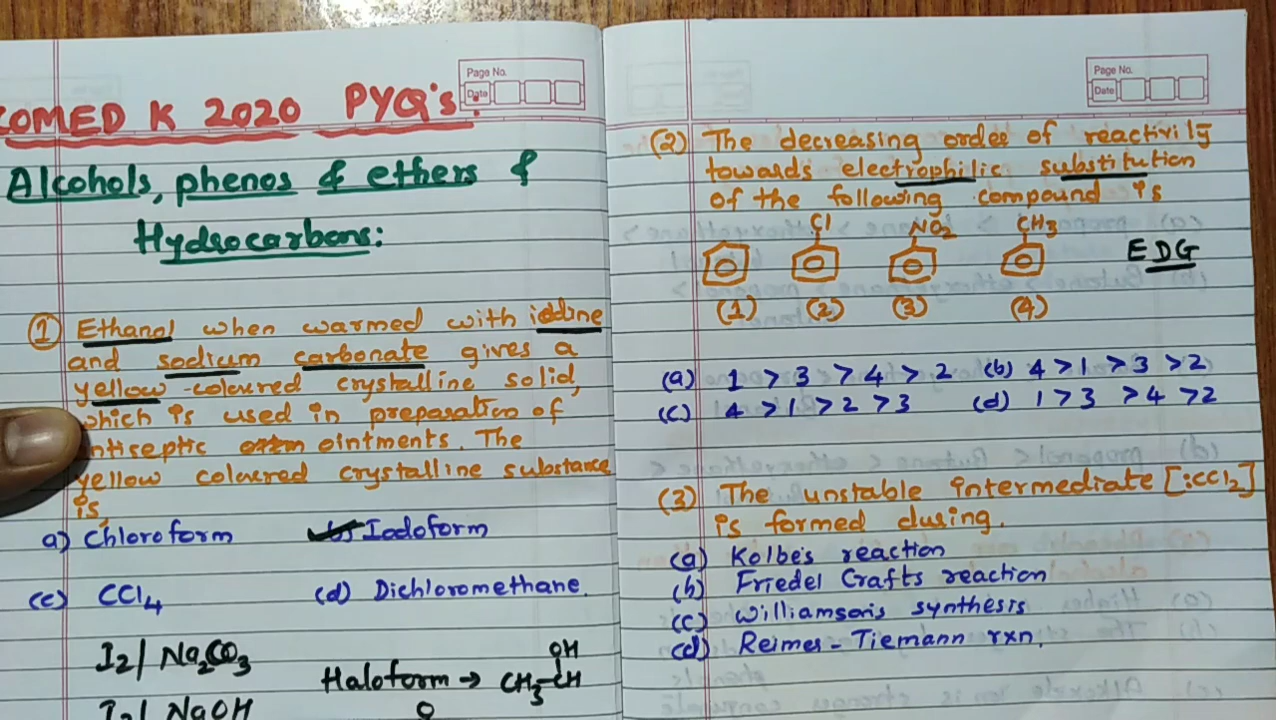 COMED K 2020 PYQ's.
Page No.
Date
Alcohols, phenos & ethers &
Hydrocarbons:
① Ethanol when warmed with iodine
and sodium carbonate gives a
yellow-coloured crystalline solid,
which is used in preparation of
antiseptic ointments. The
yellow coloured crystalline substance
is,
a) Chloroform b) Iodoform
(c) CCl4 (d) Dichloromethane.
I2/ Na2CO3
Haloform → CH3-CH
OH
I2/ NaOH
O
Page No.
Date
(2) The decreasing order of reactivity
towards electrophilic substitution
of the following compound is
Cl NO2 CH3
EDG
(1) (2) (3) (4)
(a) 1 > 3 > 4 > 2 (b) 4 > 1 > 3 > 2
(c) 4 > 1 > 2 > 3 (d) 1 > 3 > 4 > 2
(3) The unstable intermediate [:CCl2]
is formed during.
(a) Kolbe's reaction
(b) Friedel Crafts reaction
(c) Williamson's synthesis
(d) Reimer-Tiemann rxn.